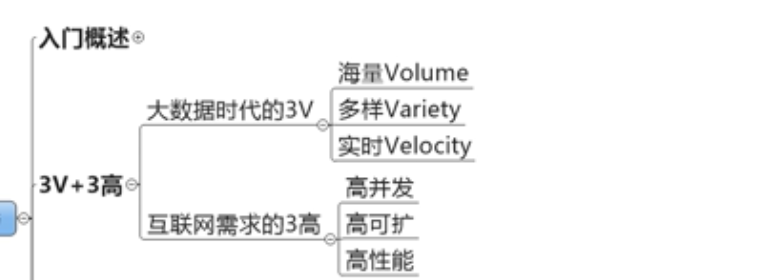 入门概述
3V+3高
大数据时代的3V
海量Volume
多样Variety
实时Velocity
互联网需求的3高
高并发
高可扩
高性能